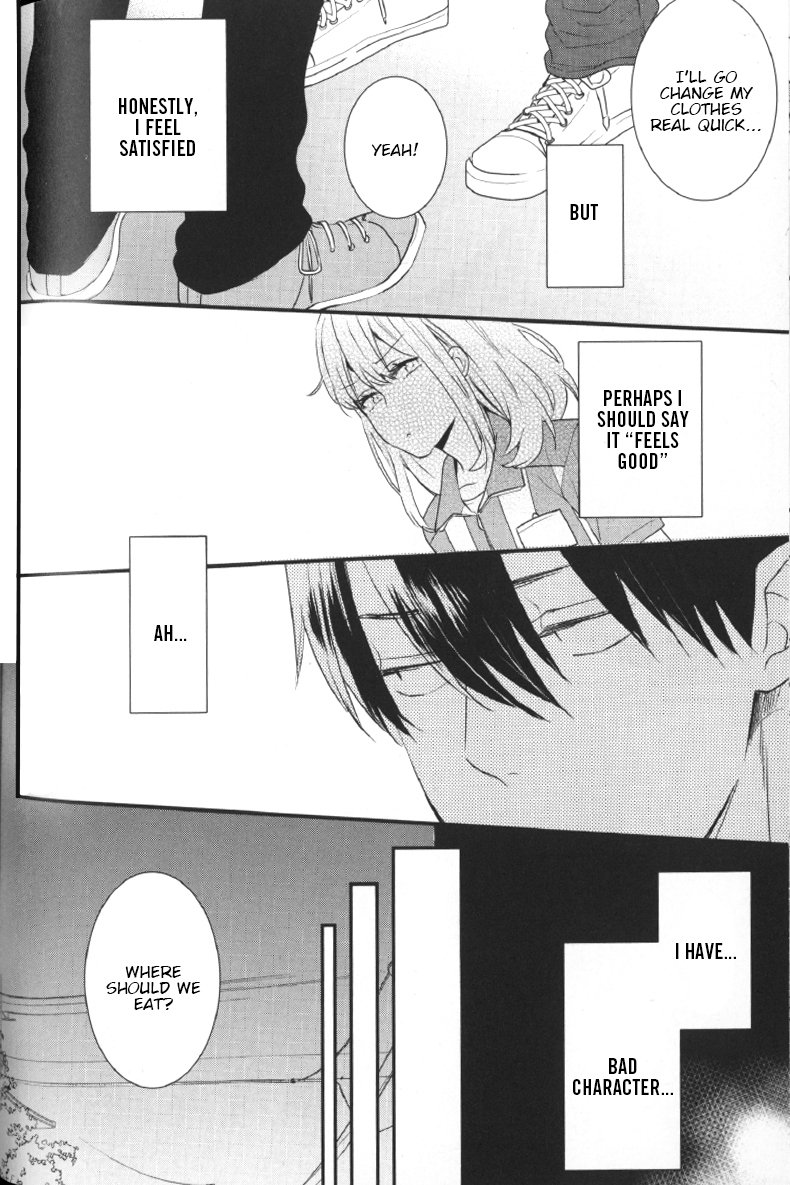 I'LL GO
CHANGE MY
CLOTHES
REAL QUICK...
BUT
YEAH!
HONESTLY,
I FEEL
SATISFIED
PERHAPS I
SHOULD SAY
IT “FEELS
GOOD”
AH...
I HAVE...
BAD
CHARACTER...
WHERE
SHOULD WE
EAT?